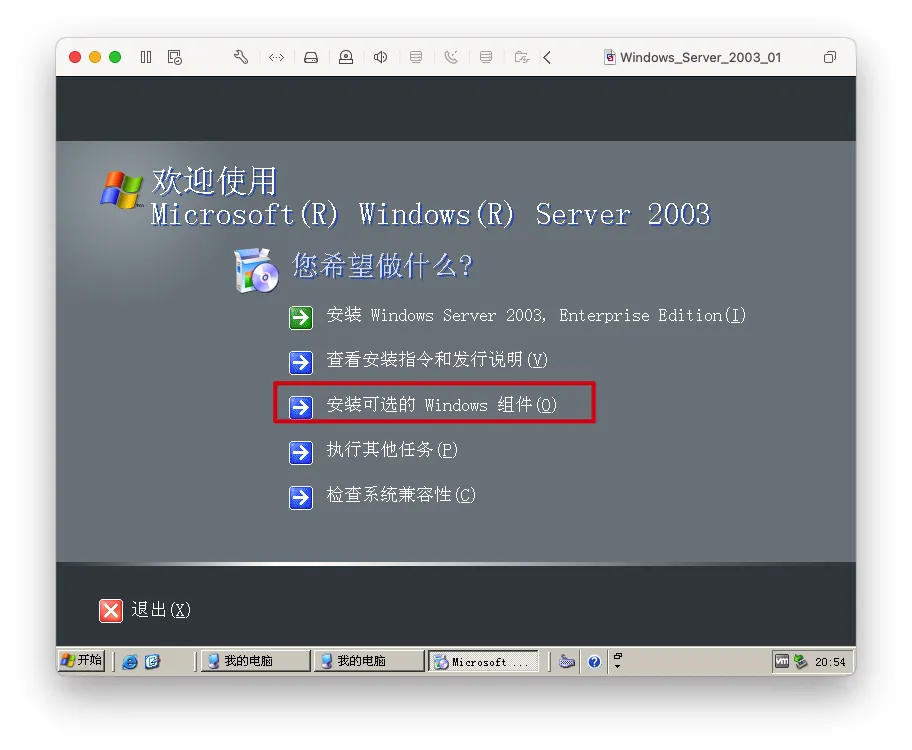 Windows_Server_2003_01
欢迎使用
Microsoft(R) Windows(R) Server 2003
您希望做什么?
安装 Windows Server 2003, Enterprise Edition(I)
查看安装指令和发行说明(V)
安装可选的 Windows 组件(O)
执行其他任务(P)
检查系统兼容性(C)
退出(X)
开始 我的电脑 我的电脑 Microsoft ... vm 20:54